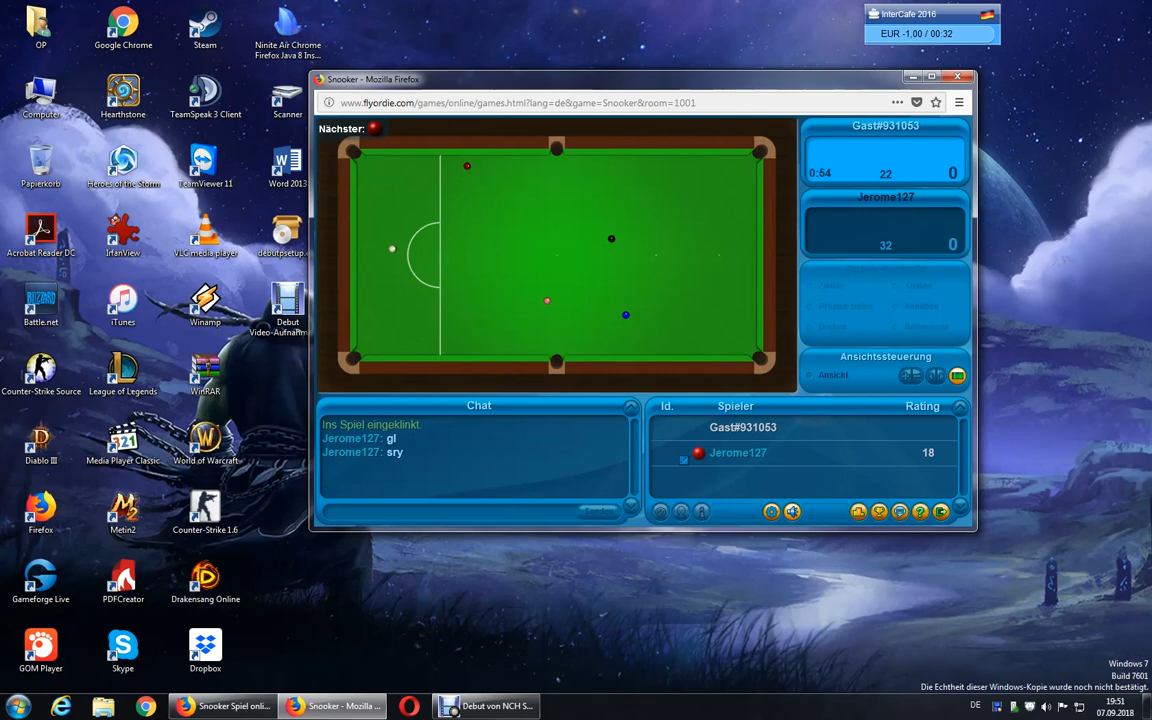 OP
Google Chrome
Steam
Ninite Air Chrome
Firefox Java 8 Ins...
InterCafe 2016
EUR -1,00 / 00:32
Computer
Hearthstone
TeamSpeak 3 Client
Scanner
Papierkorb
Heroes of the Storm
TeamViewer 11
Word 2013
Acrobat Reader DC
IrfanView
VLC media player
debutpsetup.
Battle.net
iTunes
Winamp
Debut
Video-Aufnahm
Counter-Strike Source
League of Legends
WinRAR
Diablo III
Media Player Classic
World of Warcraft
Firefox
Metin2
Counter-Strike 1.6
Gameforge Live
PDFCreator
Drakensang Online
GOM Player
Skype
Dropbox
Snooker - Mozilla Firefox
www.flyordie.com/games/online/games.html?lang=de&game=Snooker&room=1001
Nächster:
Gast#931053
0:54 22 0
Jerome127
32 0
Ansichtssteuerung
Ansicht
Chat
Ins Spiel eingeklinkt.
Jerome127: gl
Jerome127: sry
Id. Spieler Rating
Gast#931053
Jerome127 18
Windows 7
Build 7601
Die Echtheit dieser Windows-Kopie wurde noch nicht bestätigt.
Snooker Spiel onli...
Snooker - Mozilla ...
Debut von NCH S...
DE
19:51
07.09.2018